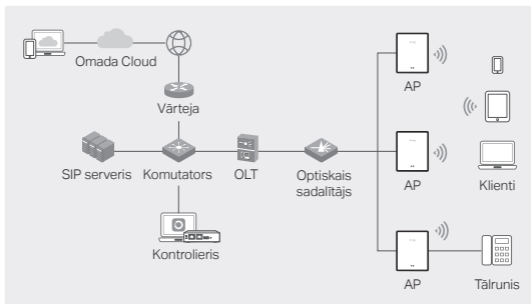 Omada Cloud
Vārteja
AP
SIP serveris
Komutators
OLT
Optiskais
sadalītājs
AP
Klienti
Kontrolieris
AP
Tālrunis